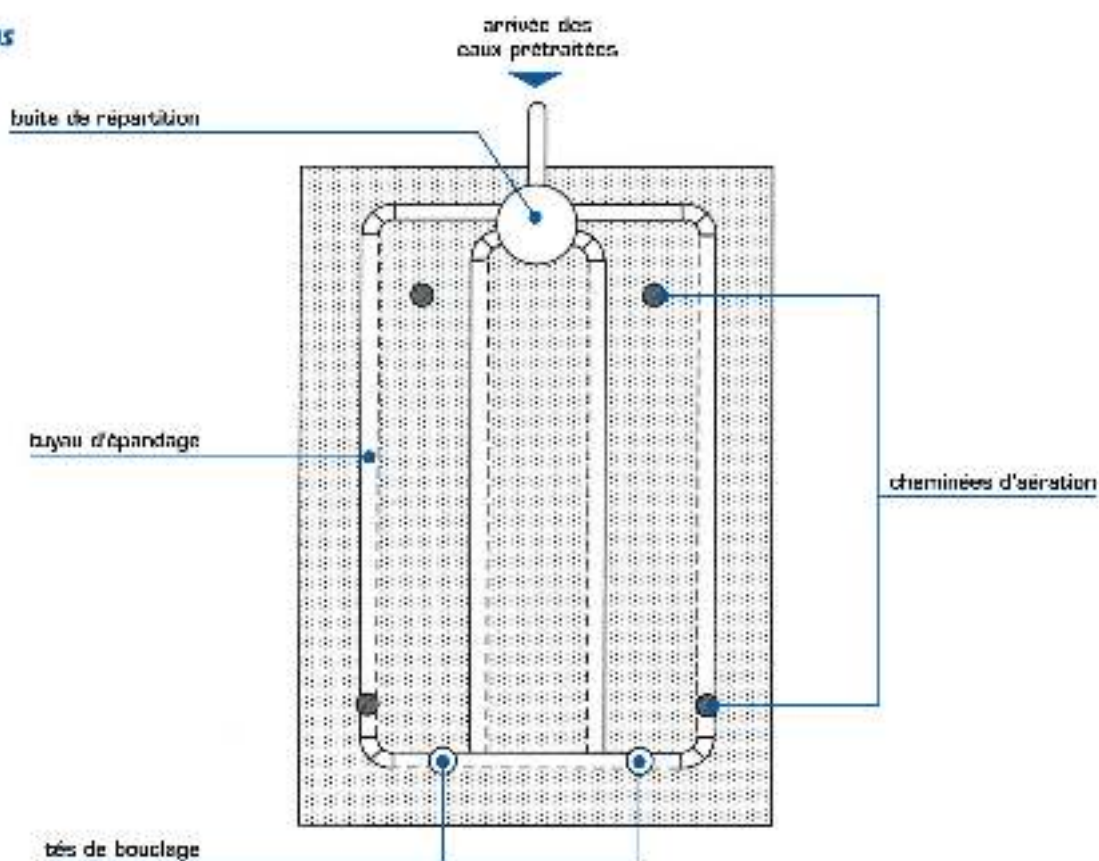 arrivée des
eaux prétraitées
boîte de répartition
tuyau d'épandage
cheminées d'aération
tés de bouclage